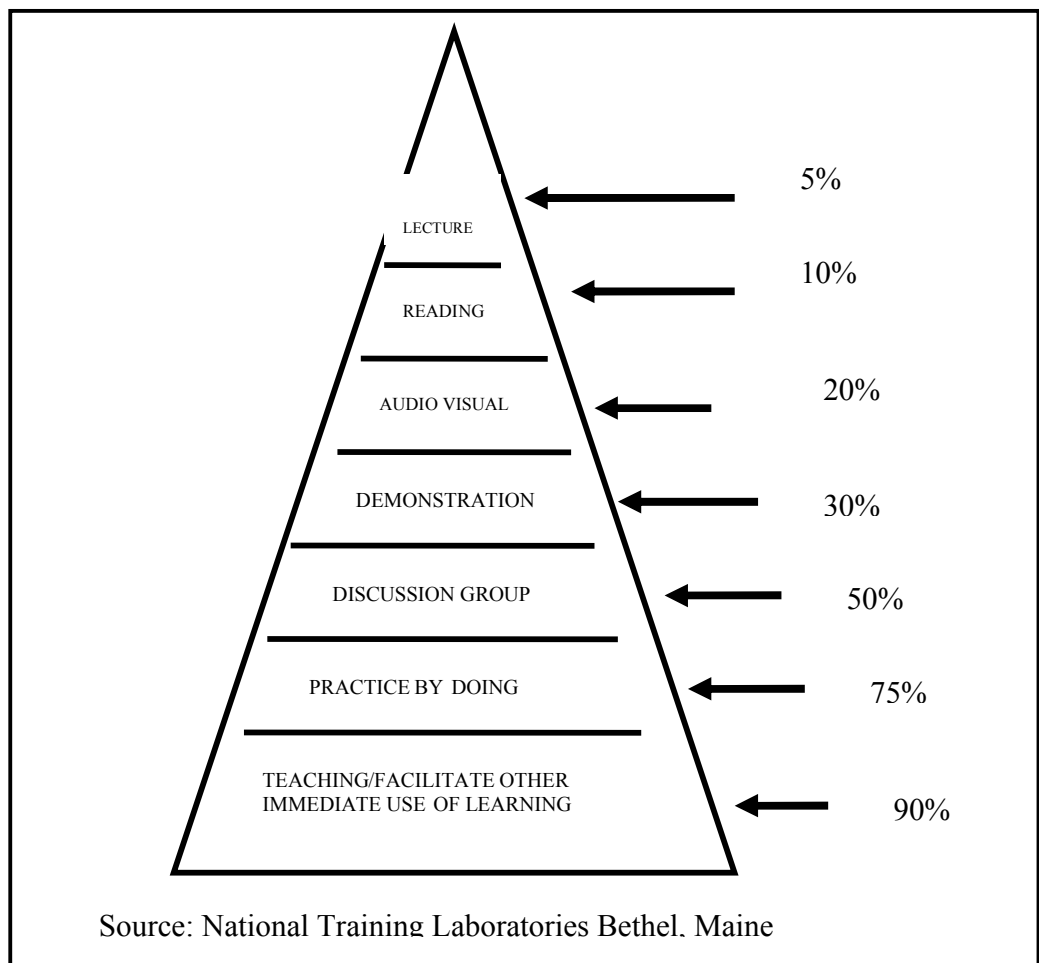 5%
LECTURE
10%
READING
20%
AUDIO VISUAL
30%
DEMONSTRATION
50%
DISCUSSION GROUP
75%
PRACTICE BY DOING
TEACHING/FACILITATE OTHER
IMMEDIATE USE OF LEARNING
90%
Source: National Training Laboratories Bethel, Maine